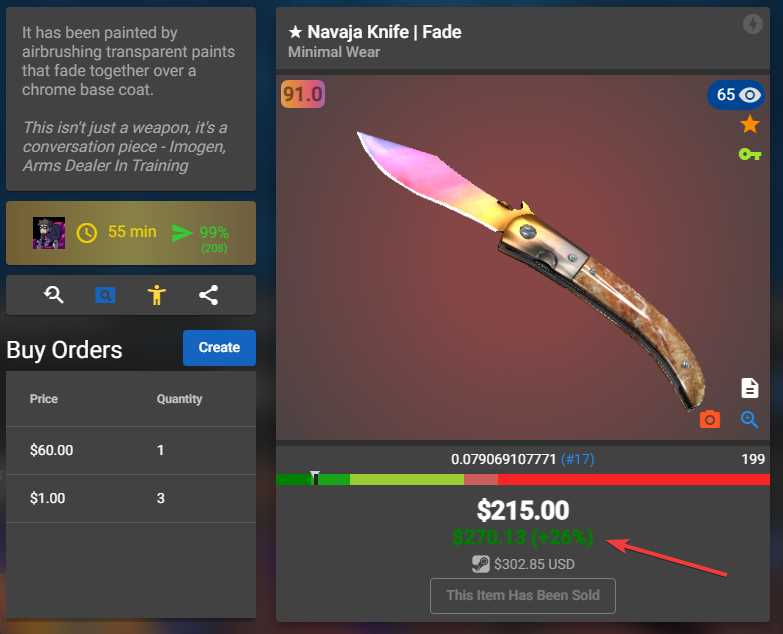 It has been painted by
airbrushing transparent paints
that fade together over a
chrome base coat.
This isn't just a weapon, it's a
conversation piece - Imogen,
Arms Dealer In Training
55 min
99%
(208)
Buy Orders
Create
Price Quantity
$60.00 1
$1.00 3
★ Navaja Knife | Fade
Minimal Wear
91.0
65
0.079069107771 (#17)
199
$215.00
$270.13 (+26%)
$302.85 USD
This Item Has Been Sold